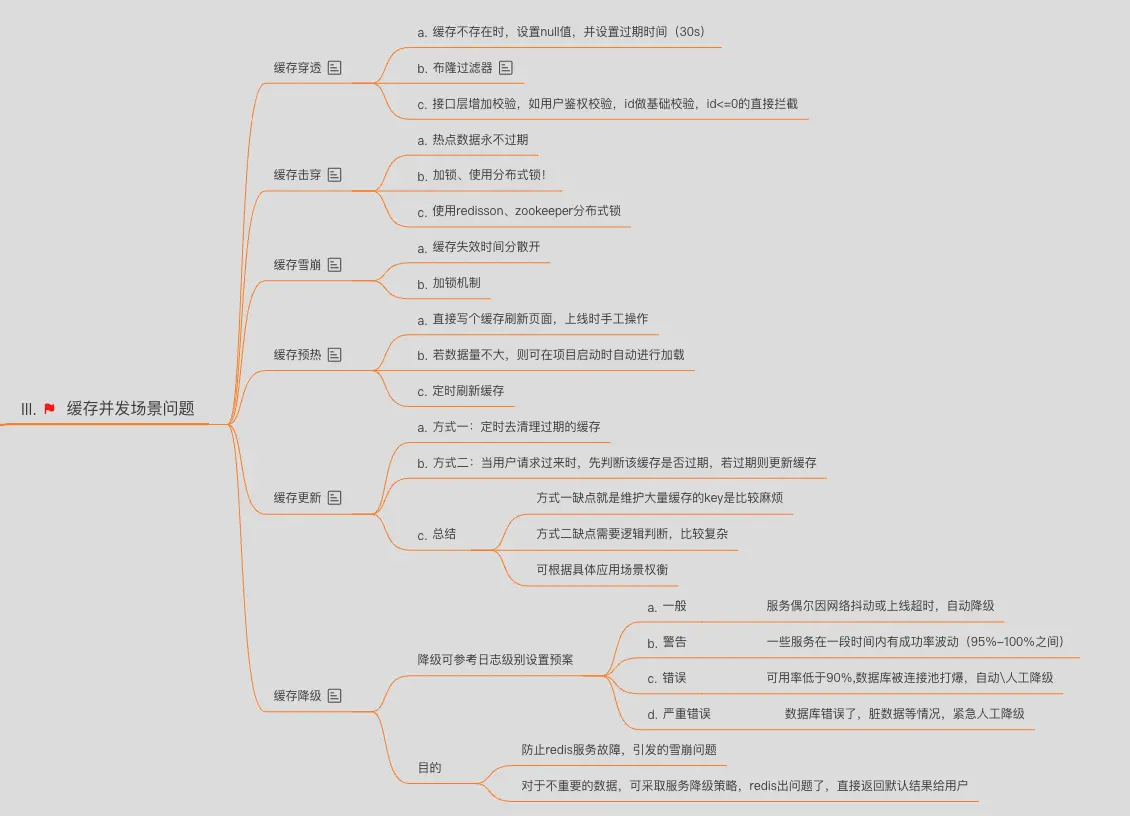 III. 缓存并发场景问题
缓存穿透
a. 缓存不存在时，设置null值，并设置过期时间（30s）
b. 布隆过滤器
c. 接口层增加校验，如用户鉴权校验，id做基础校验，id<=0的直接拦截
缓存击穿
a. 热点数据永不过期
b. 加锁、使用分布式锁！
c. 使用redisson、zookeeper分布式锁
缓存雪崩
a. 缓存失效时间分散开
b. 加锁机制
缓存预热
a. 直接写个缓存刷新页面，上线时手工操作
b. 若数据量不大，则可在项目启动时自动进行加载
c. 定时刷新缓存
缓存更新
a. 方式一：定时去清理过期的缓存
b. 方式二：当用户请求过来时，先判断该缓存是否过期，若过期则更新缓存
c. 总结
方式一缺点就是维护大量缓存的key是比较麻烦
方式二缺点需要逻辑判断，比较复杂
可根据具体应用场景权衡
缓存降级
降级可参考日志级别设置预案
a. 一般 服务偶尔因网络抖动或上线超时，自动降级
b. 警告 一些服务在一段时间内有成功率波动（95%–100%之间）
c. 错误 可用率低于90%,数据库被连接池打爆，自动\人工降级
d. 严重错误 数据库错误了，脏数据等情况，紧急人工降级
目的
防止redis服务故障，引发的雪崩问题
对于不重要的数据，可采取服务降级策略，redis出问题了，直接返回默认结果给用户